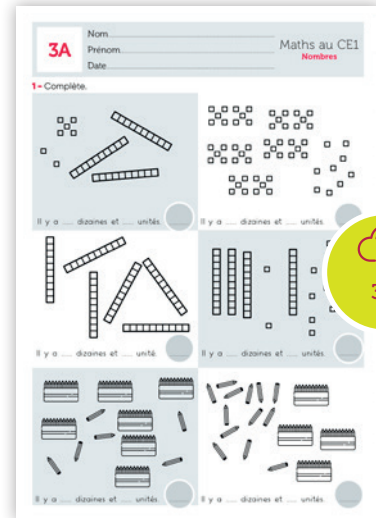 3A
Nom
Prénom
Date
Maths au CE1
Nombres
1 - Complète.
Il y a .... dizaines et .... unités. Il y a .... dizaines et .... unités.
Il y a .... dizaines et .... unité. Il y a .... dizaines et .... unités.
Il y a .... dizaines et .... unités. Il y a .... dizaines et .... unités.